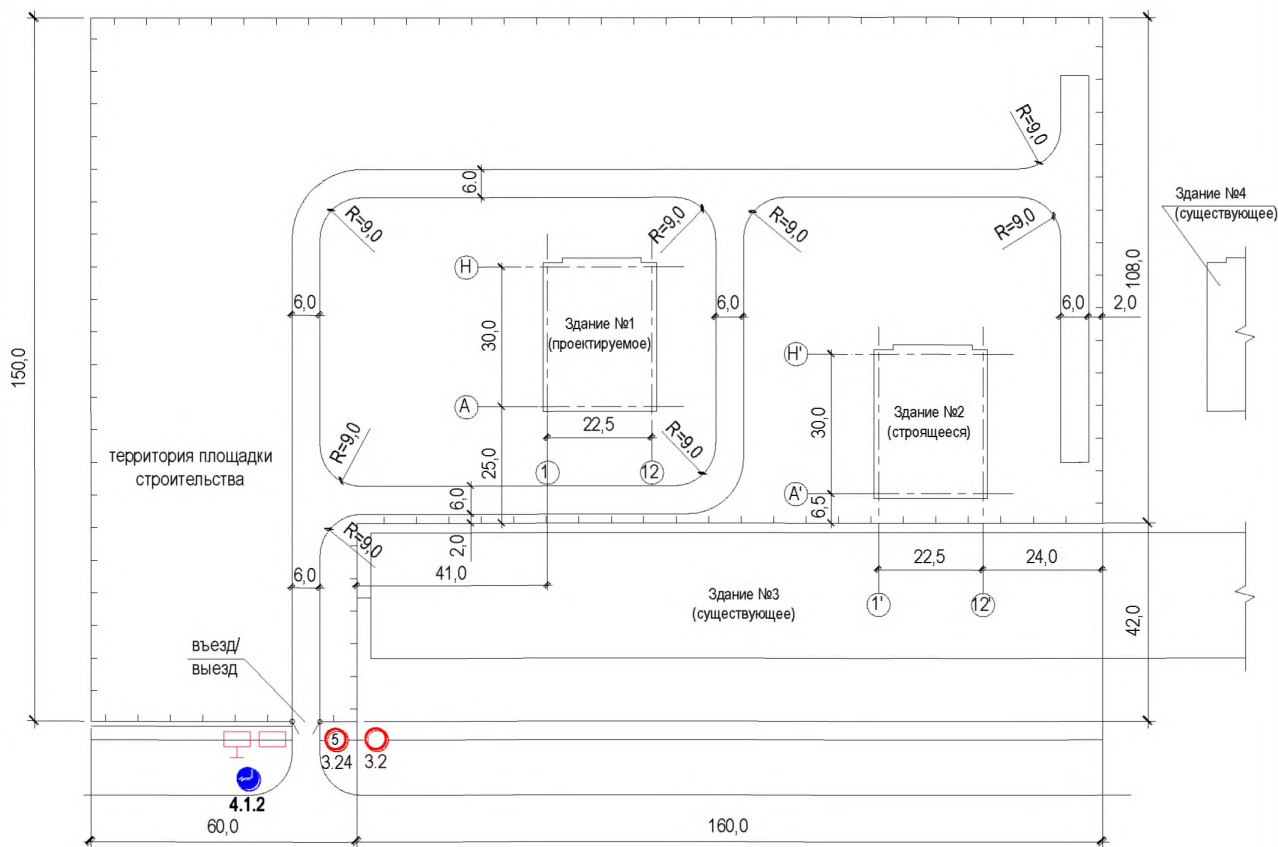 R=9,0
Здание №4
(существующее)
6.0
R=9,0
R=9,0
R=9,0
R=9,0
108,0
Н
6,0
6,0
6,0
2,0
Здание №1
(проектируемое)
30,0
Н'
150,0
А
22,5
30,0
Здание №2
(строящееся)
R=9,0
R=9.0
территория площадки
строительства
25,0
1
12
6,0
А'
6,5
R=9,0
2,0
6,0
41,0
22,5
24,0
Здание №3
(существующее)
1'
12'
42,0
въезд/
выезд
5
3.24
3.2
4.1.2
60,0
160,0